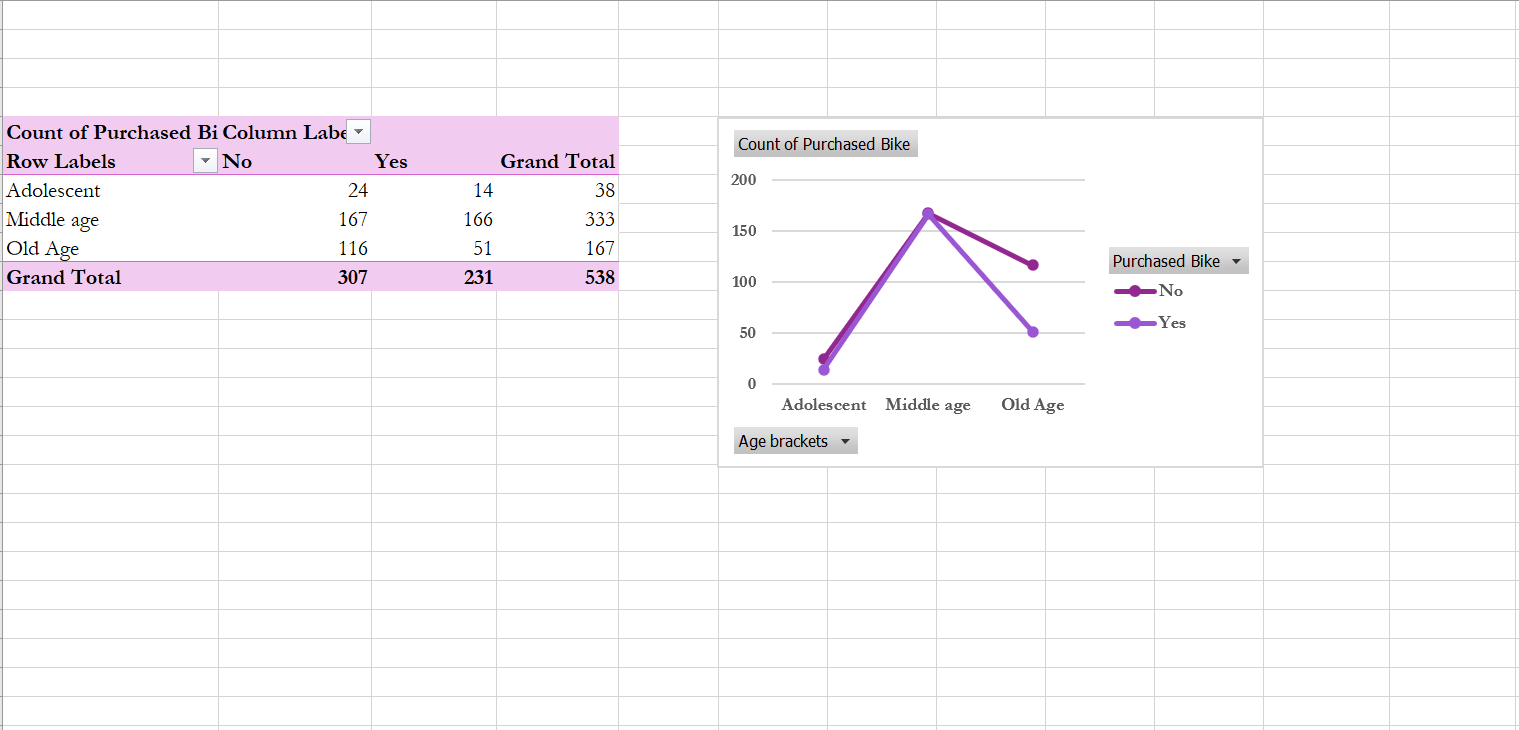 Count of Purchased Bi Column Labe
Row Labels No Yes Grand Total
Adolescent 24 14 38
Middle age 167 166 333
Old Age 116 51 167
Grand Total 307 231 538
Count of Purchased Bike
200
150
100
50
0
Adolescent Middle age Old Age
Age brackets
Purchased Bike
No
Yes